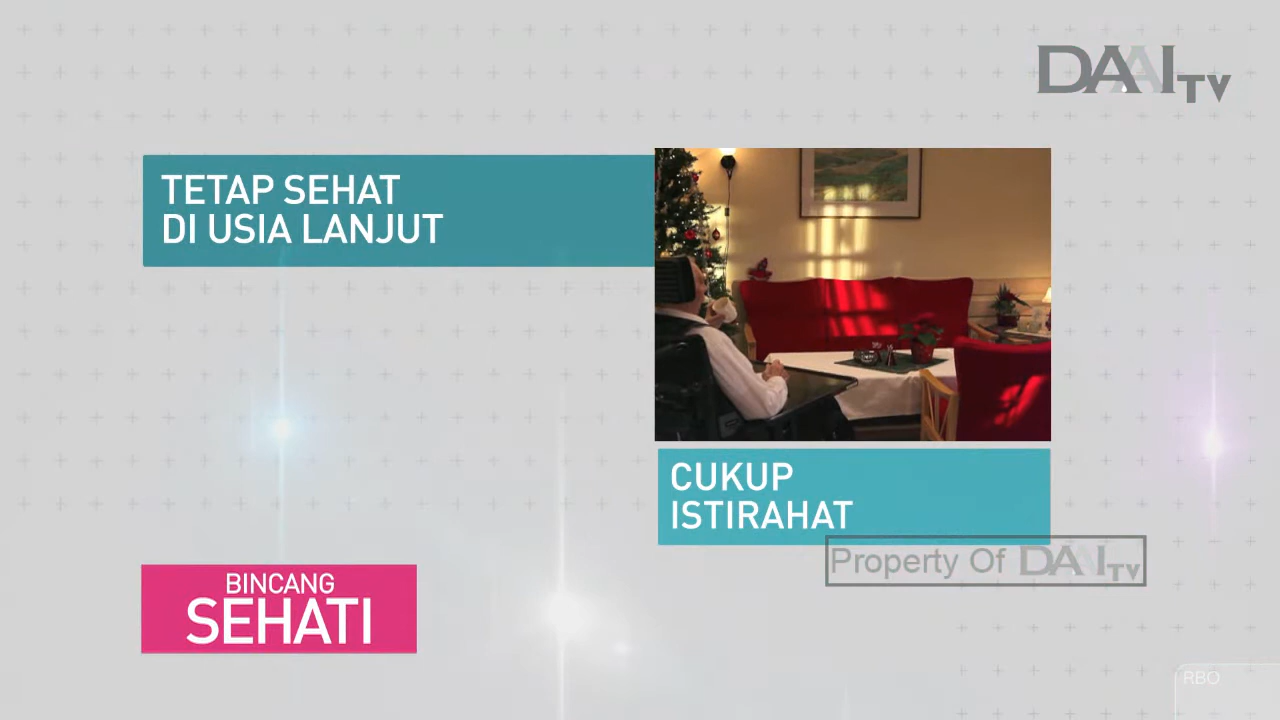 DAAI TV
TETAP SEHAT
DI USIA LANJUT
CUKUP
ISTIRAHAT
Property Of DAAI TV
BINCANG
SEHATI
RBO